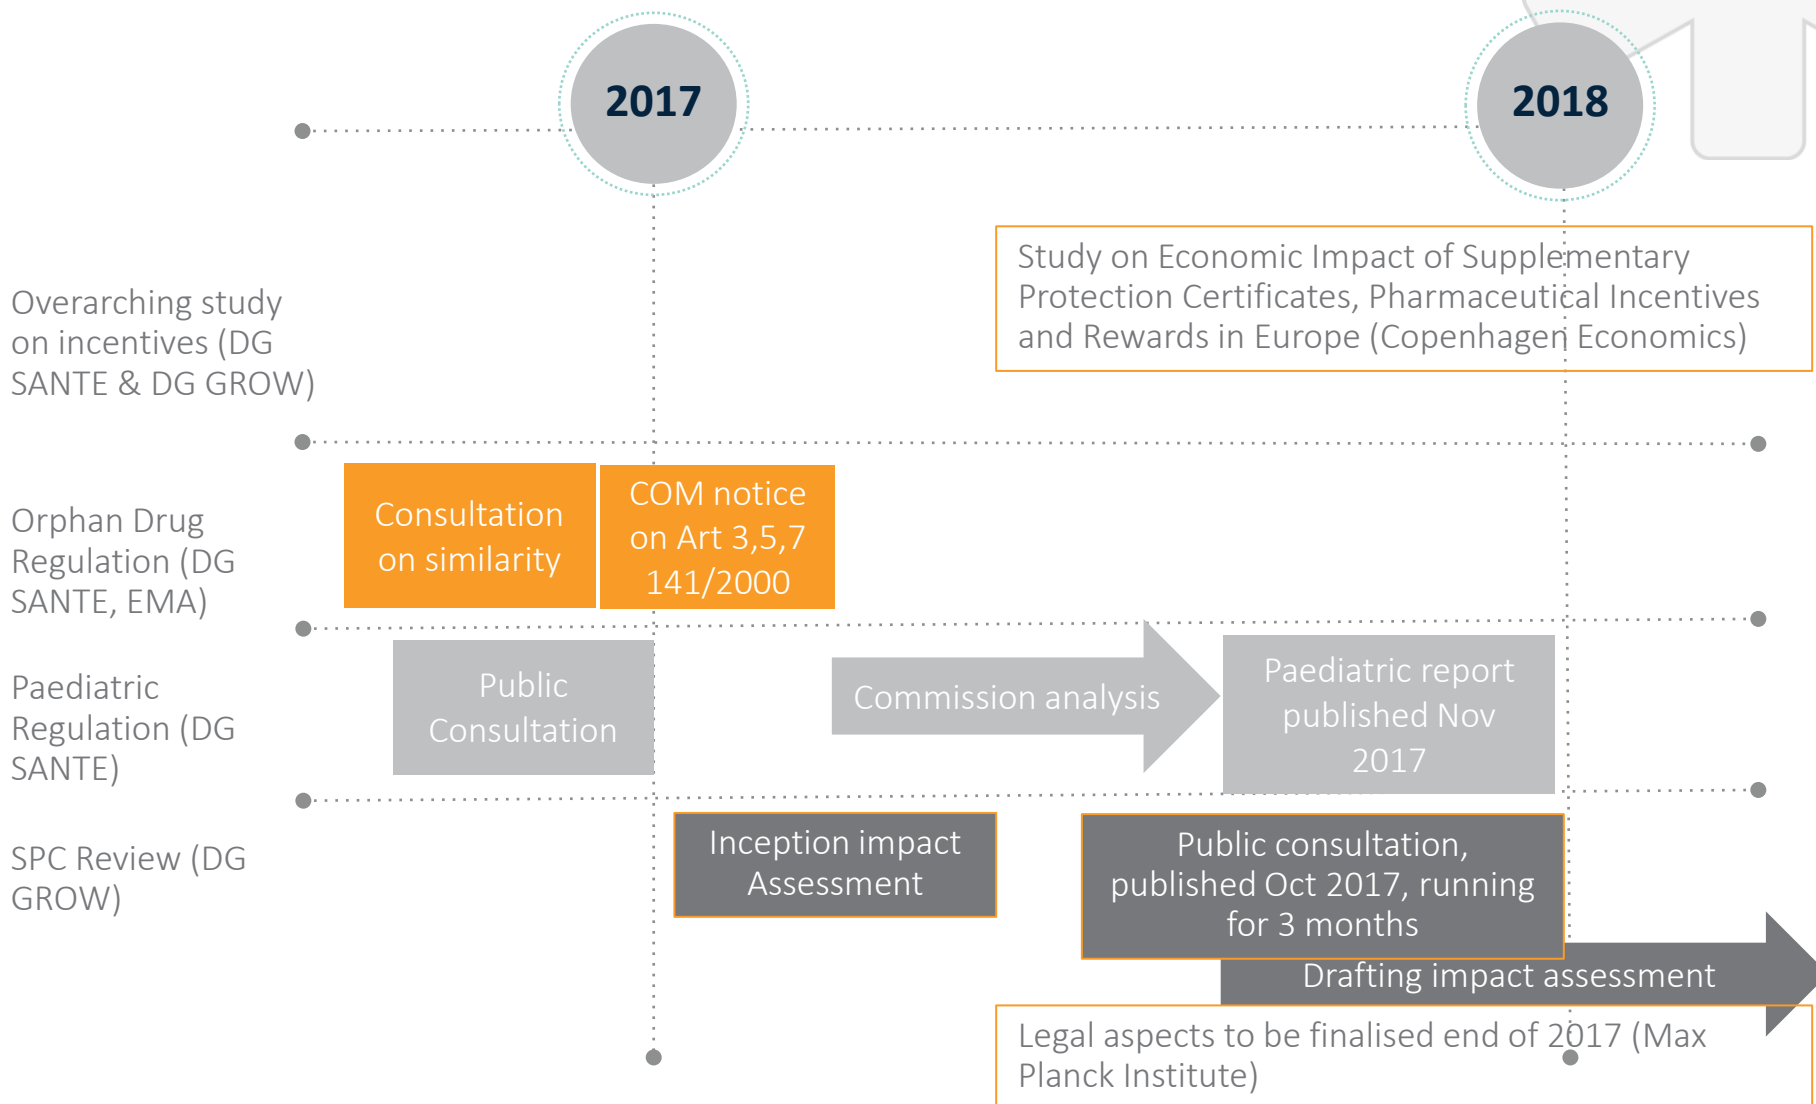 2017
2018
Overarching study
on incentives (DG
SANTE & DG GROW)
Study on Economic Impact of Supplementary
Protection Certificates, Pharmaceutical Incentives
and Rewards in Europe (Copenhagen Economics)
Orphan Drug
Regulation (DG
SANTE, EMA)
Consultation
on similarity
COM notice
on Art 3,5,7
141/2000
Paediatric
Regulation (DG
SANTE)
Public
Consultation
Commission analysis
Paediatric report
published Nov
2017
SPC Review (DG
GROW)
Inception impact
Assessment
Public consultation,
published Oct 2017, running
for 3 months
Drafting impact assessment
Legal aspects to be finalised end of 2017 (Max
Planck Institute)